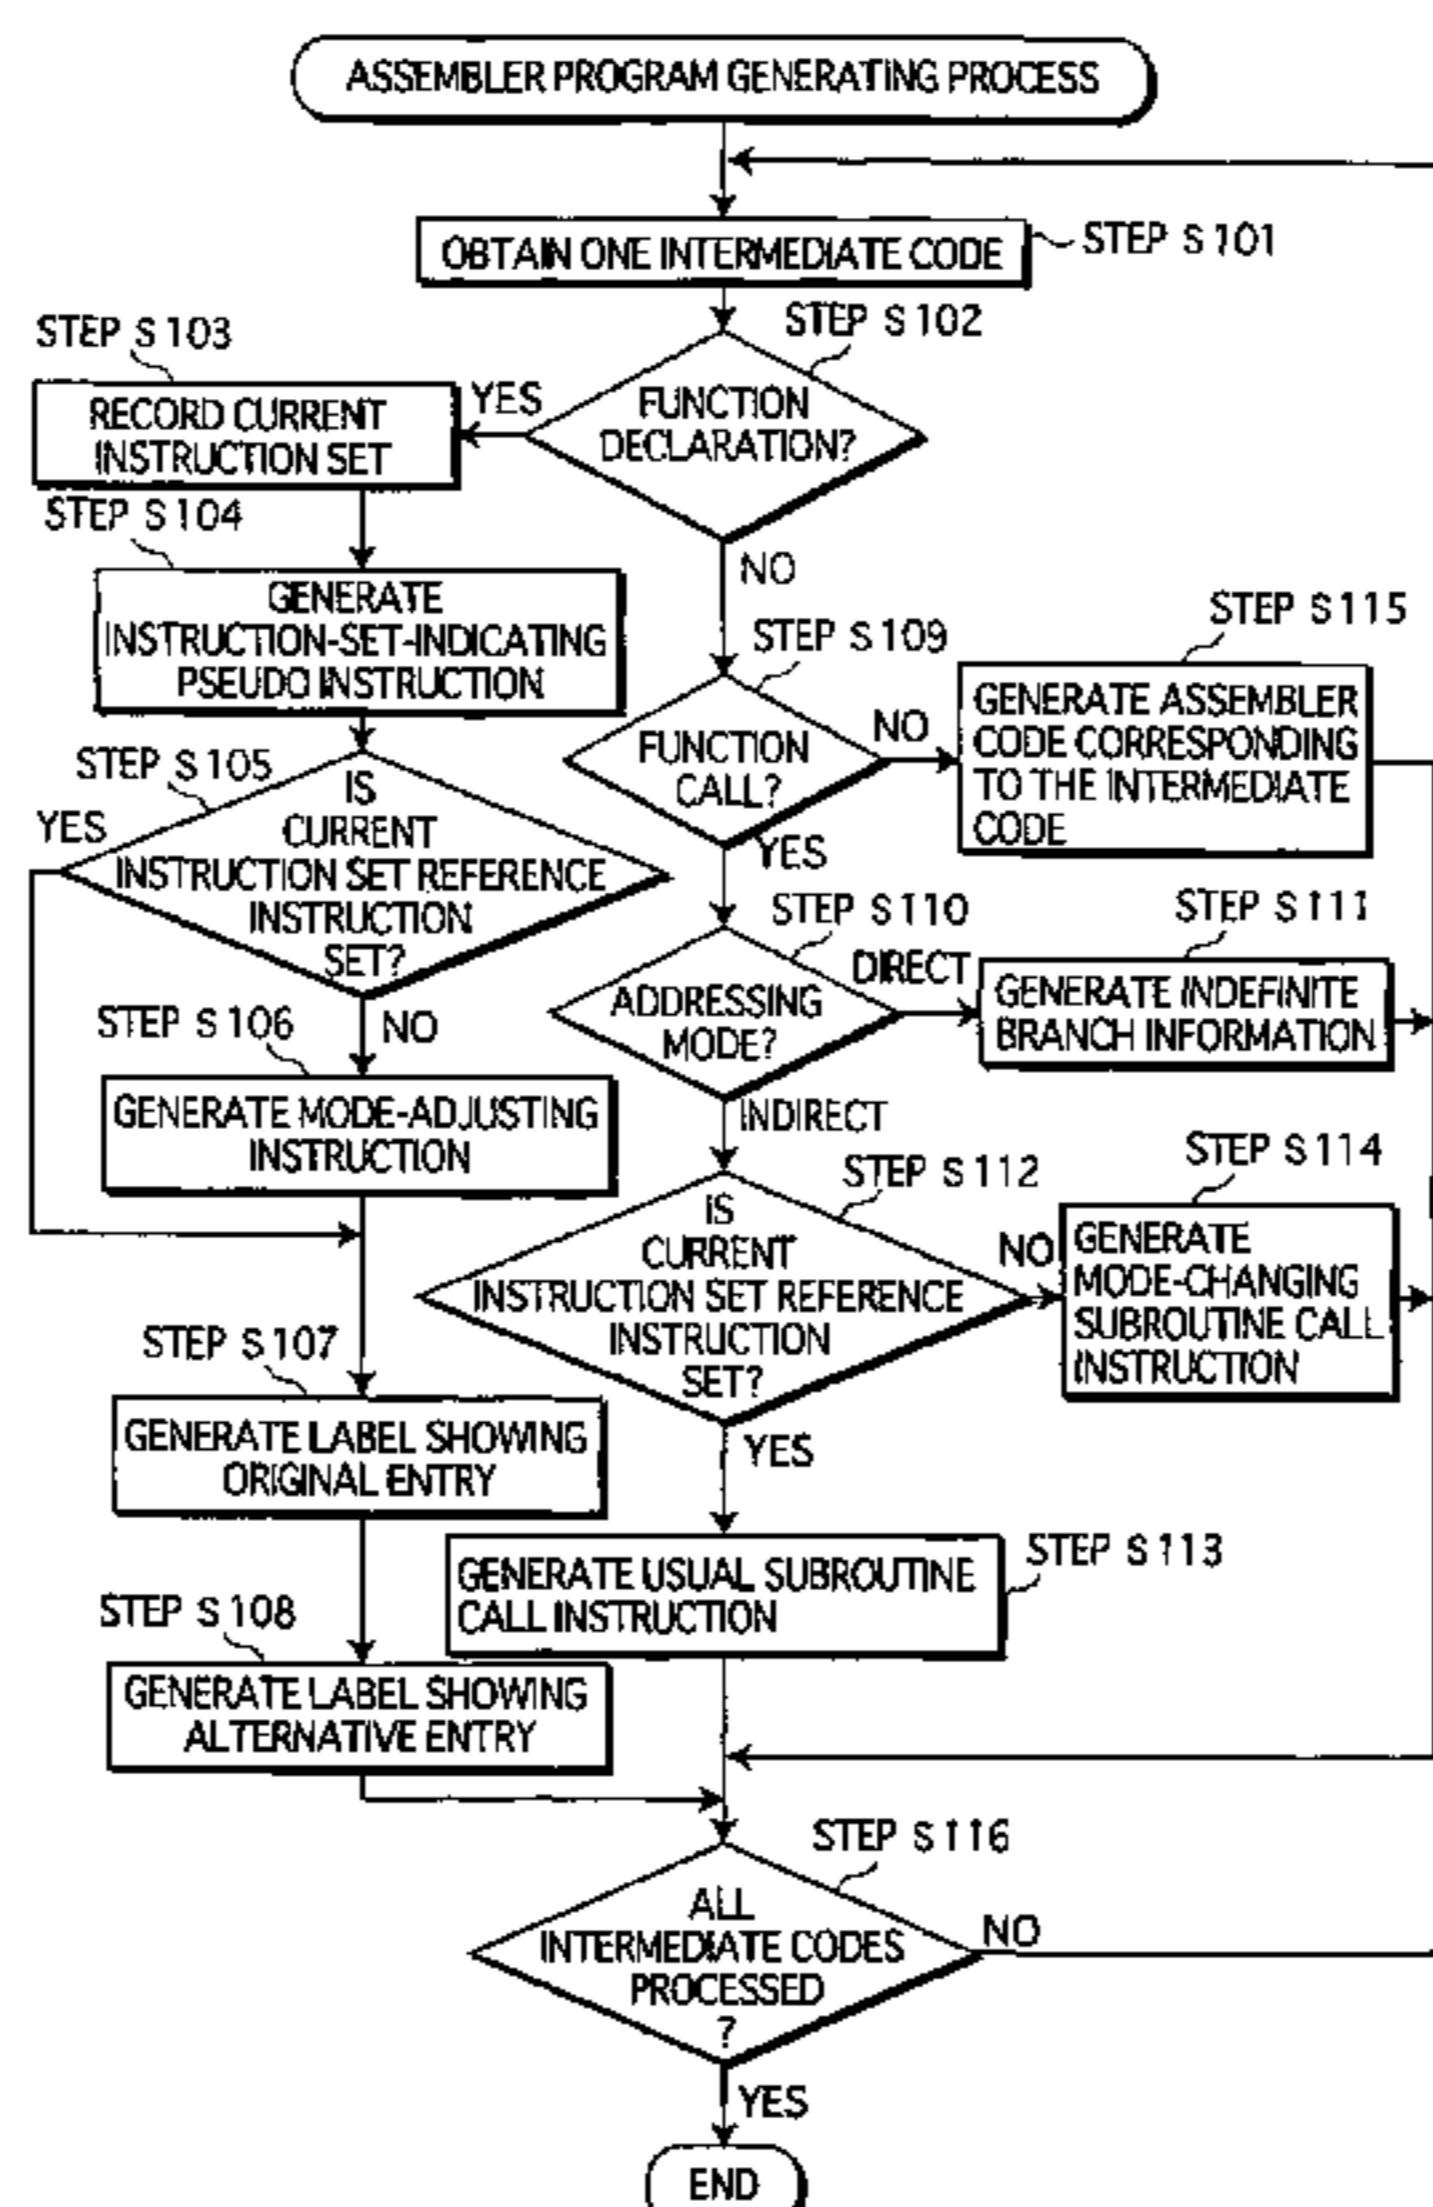 ASSEMBLER PROGRAM GENERATING PROCESS
OBTAIN ONE INTERMEDIATE CODE
STEP S101
STEP S102
FUNCTION
DECLARATION?
YES
NO
STEP S103
RECORD CURRENT
INSTRUCTION SET
STEP S104
GENERATE
INSTRUCTION-SET-INDICATING
PSEUDO INSTRUCTION
STEP S105
IS
CURRENT
INSTRUCTION SET REFERENCE
INSTRUCTION
SET?
YES
NO
STEP S106
GENERATE MODE-ADJUSTING
INSTRUCTION
STEP S107
GENERATE LABEL SHOWING
ORIGINAL ENTRY
STEP S108
GENERATE LABEL SHOWING
ALTERNATIVE ENTRY
STEP S109
FUNCTION
CALL?
NO
YES
STEP S115
GENERATE ASSEMBLER
CODE CORRESPONDING
TO THE INTERMEDIATE
CODE
STEP S110
ADDRESSING
MODE?
DIRECT
INDIRECT
STEP S111
GENERATE INDEFINITE
BRANCH INFORMATION
STEP S112
IS
CURRENT
INSTRUCTION SET REFERENCE
INSTRUCTION
SET?
NO
YES
STEP S114
GENERATE
MODE-CHANGING
SUBROUTINE CALL
INSTRUCTION
STEP S113
GENERATE USUAL SUBROUTINE
CALL INSTRUCTION
STEP S116
ALL
INTERMEDIATE CODES
PROCESSED
?
NO
YES
END